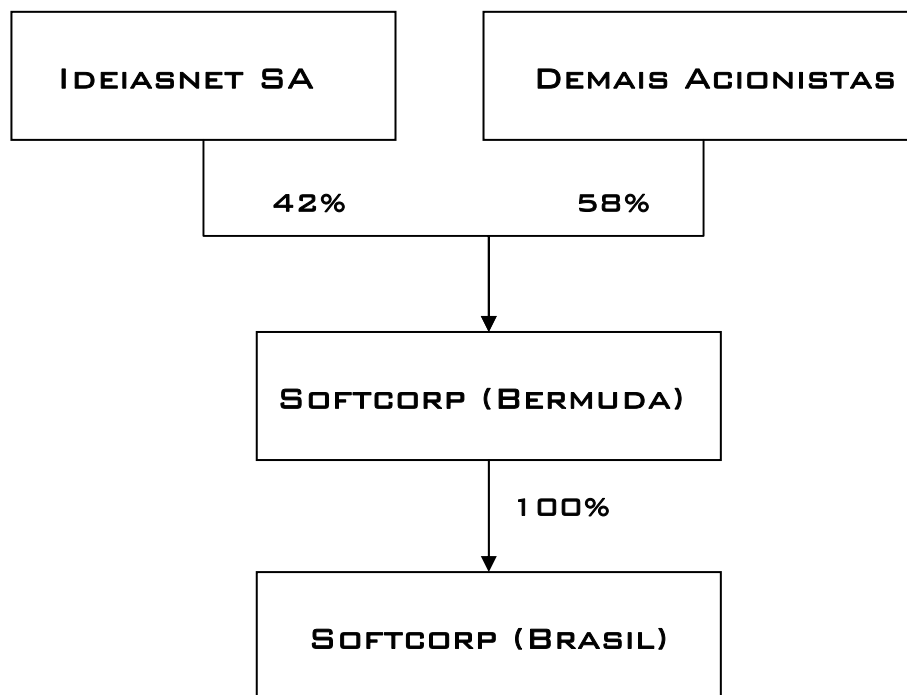 Ideiasnet SA
Demais Acionistas
42%
58%
Softcorp (Bermuda)
100%
Softcorp (Brasil)